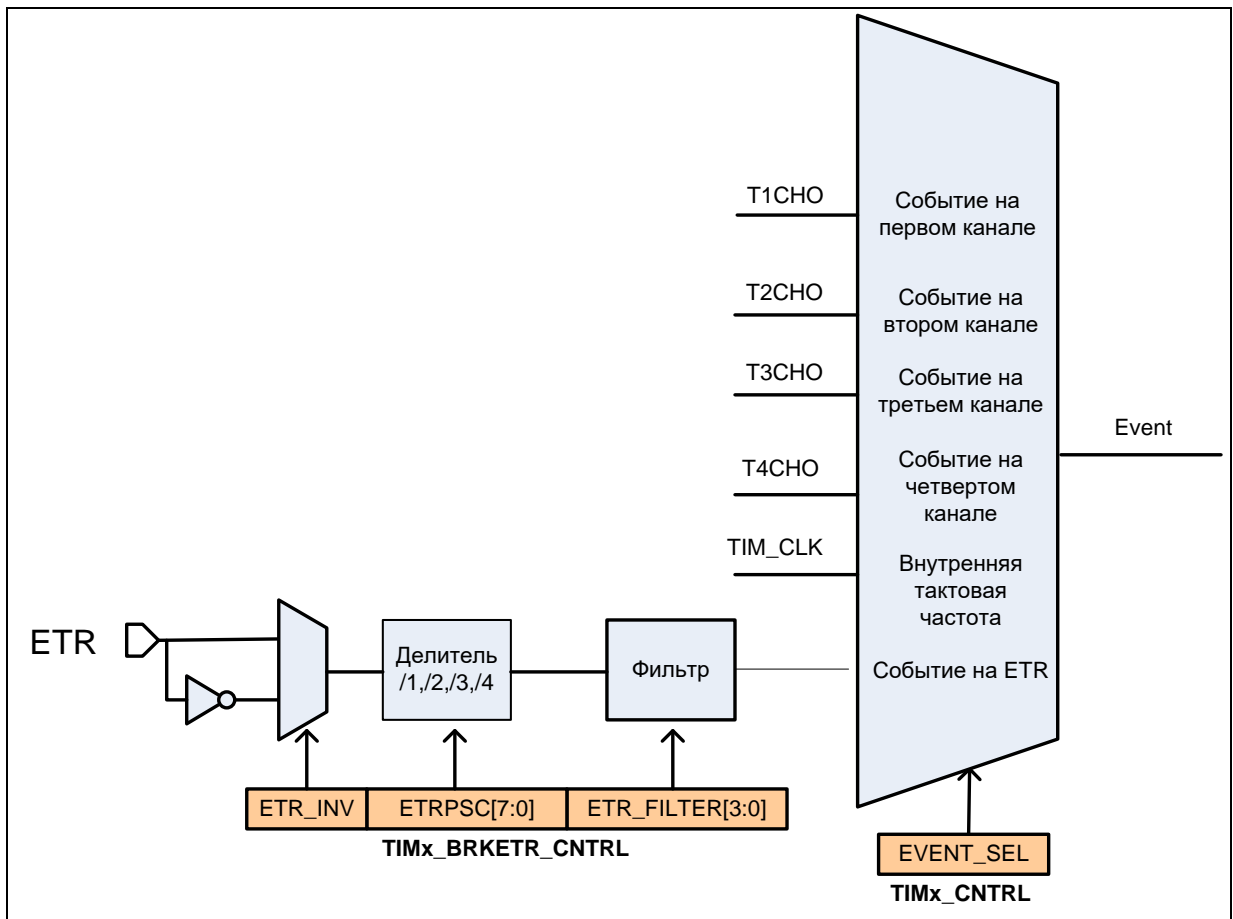 T1CHO
Событие на
первом канале
T2CHO
Событие на
втором канале
T3CHO
Событие на
третьем канале
Event
T4CHO
Событие на
четвертом
канале
TIM_CLK
Внутренняя
тактовая
частота
ETR
Делитель
/1,/2,/3,/4
Фильтр
Событие на ETR
ETR_INV
ETRPSC[7:0]
ETR_FILTER[3:0]
TIMx_BRKETR_CNTRL
EVENT_SEL
TIMx_CNTRL